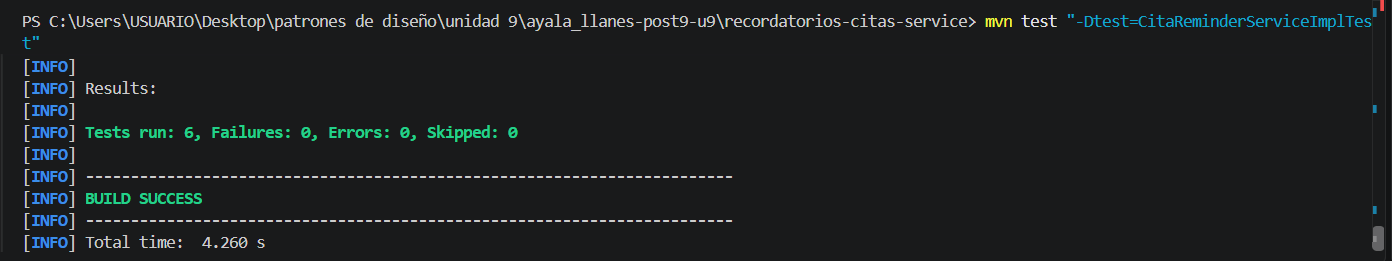 PS C:\Users\USUARIO\Desktop\patrones de diseño\unidad 9\ayala_llanes-post9-u9\recordatorios-citas-service> mvn test "-Dtest=CitaReminderServiceImplTes
t"
[INFO]
[INFO] Results:
[INFO]
[INFO] Tests run: 6, Failures: 0, Errors: 0, Skipped: 0
[INFO]
[INFO] ------------------------------------------------------------------------
[INFO] BUILD SUCCESS
[INFO] ------------------------------------------------------------------------
[INFO] Total time:  4.260 s